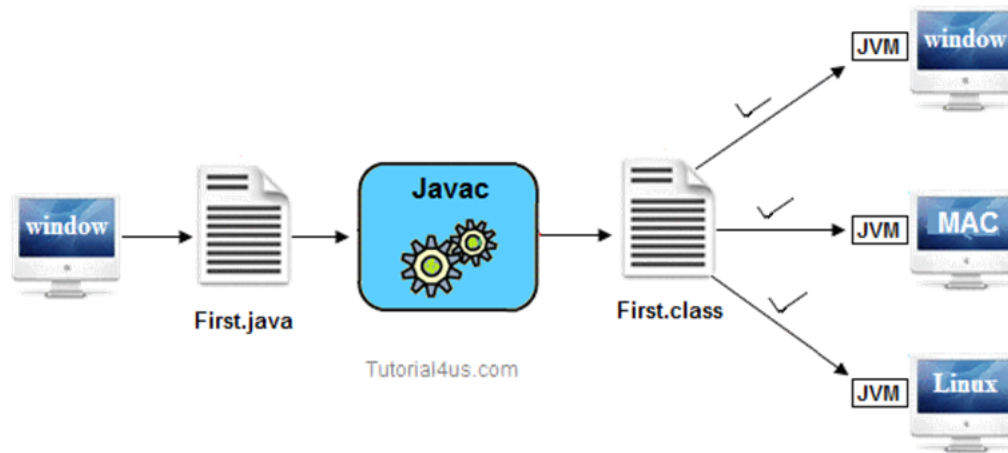 window
First.java
Javac
Tutorial4us.com
First.class
JVM
window
JVM
MAC
JVM
Linux